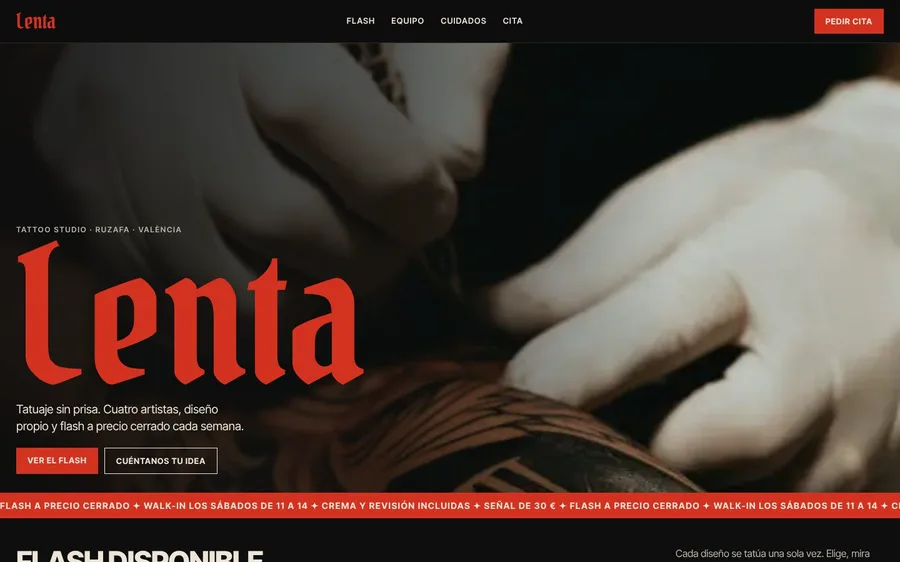 Lenta
FLASH EQUIPO CUIDADOS CITA
PEDIR CITA
TATTOO STUDIO · RUZAFA · VALÈNCIA
Lenta
Tatuaje sin prisa. Cuatro artistas, diseño
propio y flash a precio cerrado cada semana.
VER EL FLASH
CUÉNTANOS TU IDEA
FLASH A PRECIO CERRADO ✦ WALK-IN LOS SÁBADOS DE 11 A 14 ✦ CREMA Y REVISIÓN INCLUIDAS ✦ SEÑAL DE 30 € ✦ FLASH A PRECIO CERRADO ✦ WALK-IN LOS SÁBADOS DE 11 A 14 ✦
FLASH DISPONIBLE
Cada diseño se tatúa una sola vez. Elige, mira